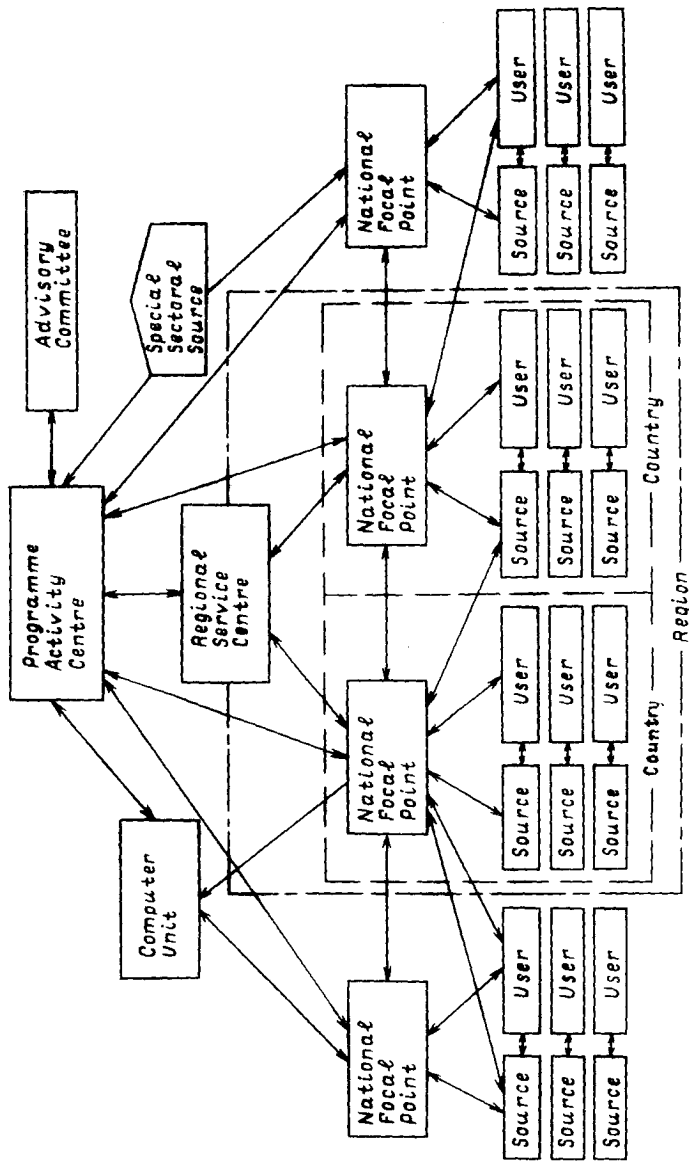 Programme
Activity
Centre
Advisory
Committee
Computer
Unit
Special
Sectoral
Source
Regional
Service
Centre
National
Focal
Point
National
Focal
Point
National
Focal
Point
National
Focal
Point
Source
User
Source
User
Source
User
Source
User
Source
User
Source
User
Source
User
Source
User
Source
User
Source
User
Source
User
Source
User
Country
Country
Region